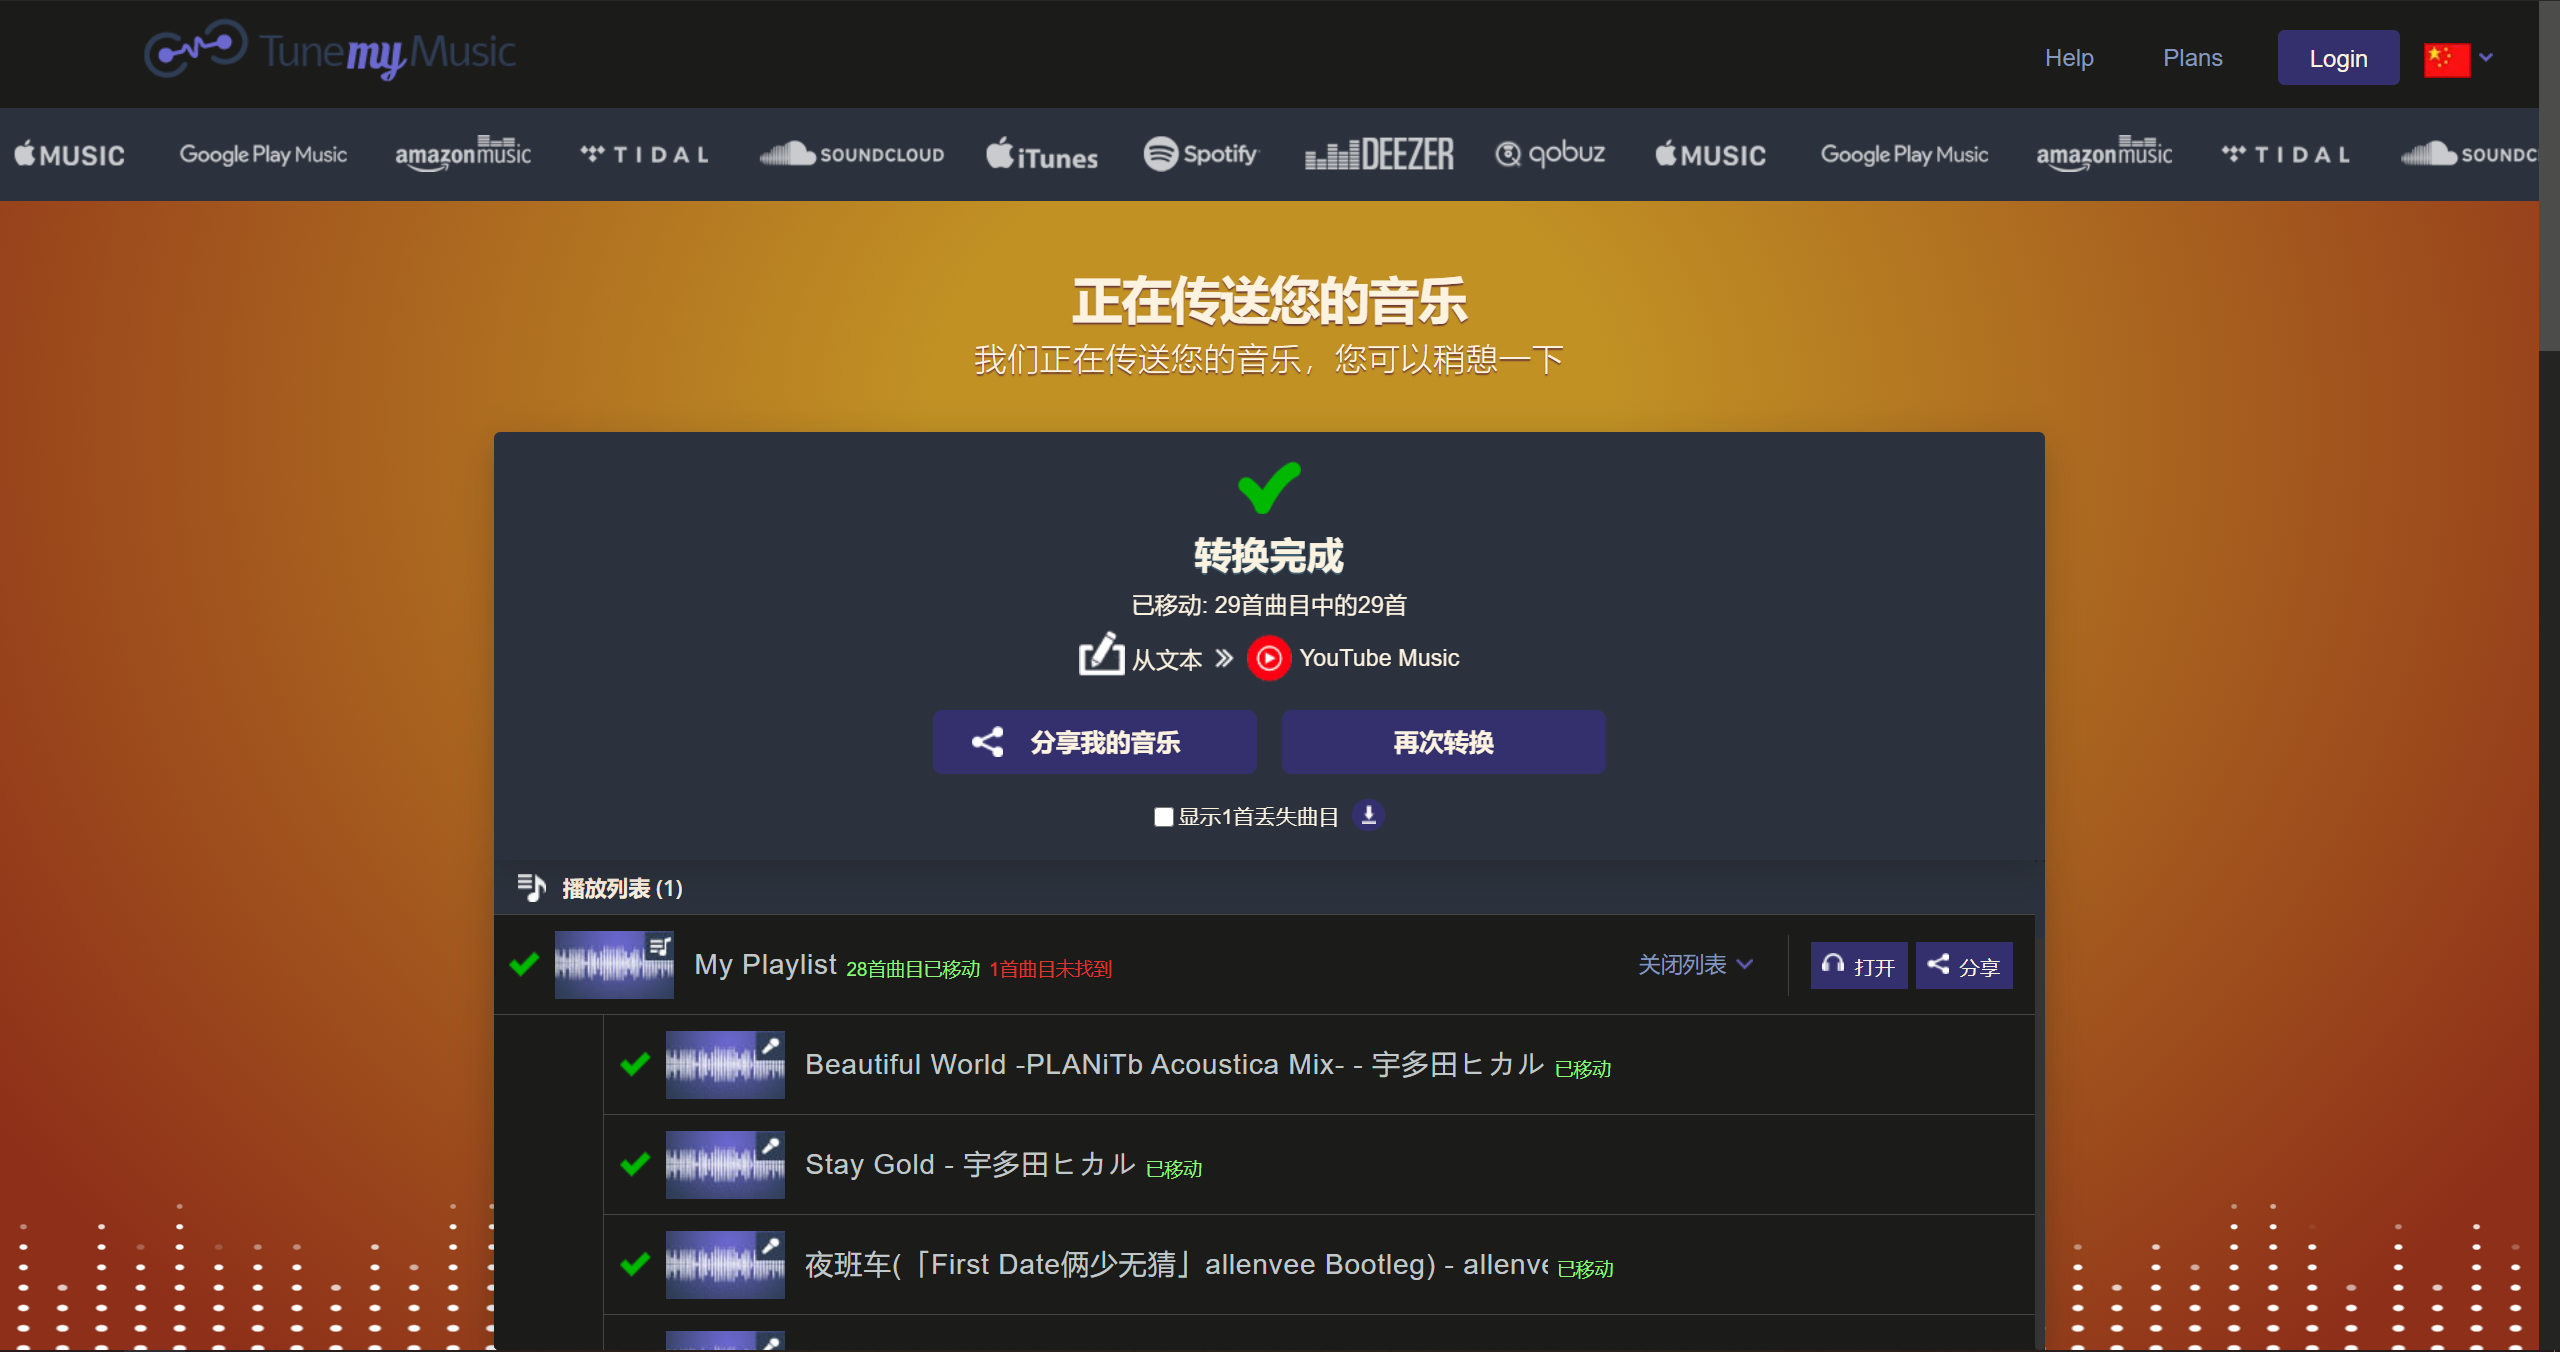 TunemyMusic
Help
Plans
Login
MUSIC
Google Play Music
amazon music
TIDAL
SOUNDCLOUD
iTunes
Spotify
DEEZER
qobuz
MUSIC
Google Play Music
amazon music
TIDAL
SOUNDC
正在传送您的音乐
我们正在传送您的音乐，您可以稍憩一下
转换完成
已移动: 29首曲目中的29首
从文本
YouTube Music
分享我的音乐
再次转换
显示1首丢失曲目
播放列表 (1)
My Playlist 28首曲目已移动 1首曲目未找到
关闭列表
打开
分享
Beautiful World -PLANiTb Acoustica Mix- - 宇多田ヒカル 已移动
Stay Gold - 宇多田ヒカル 已移动
夜班车(「First Date俩少无猜」allenvee Bootleg) - allenve 已移动